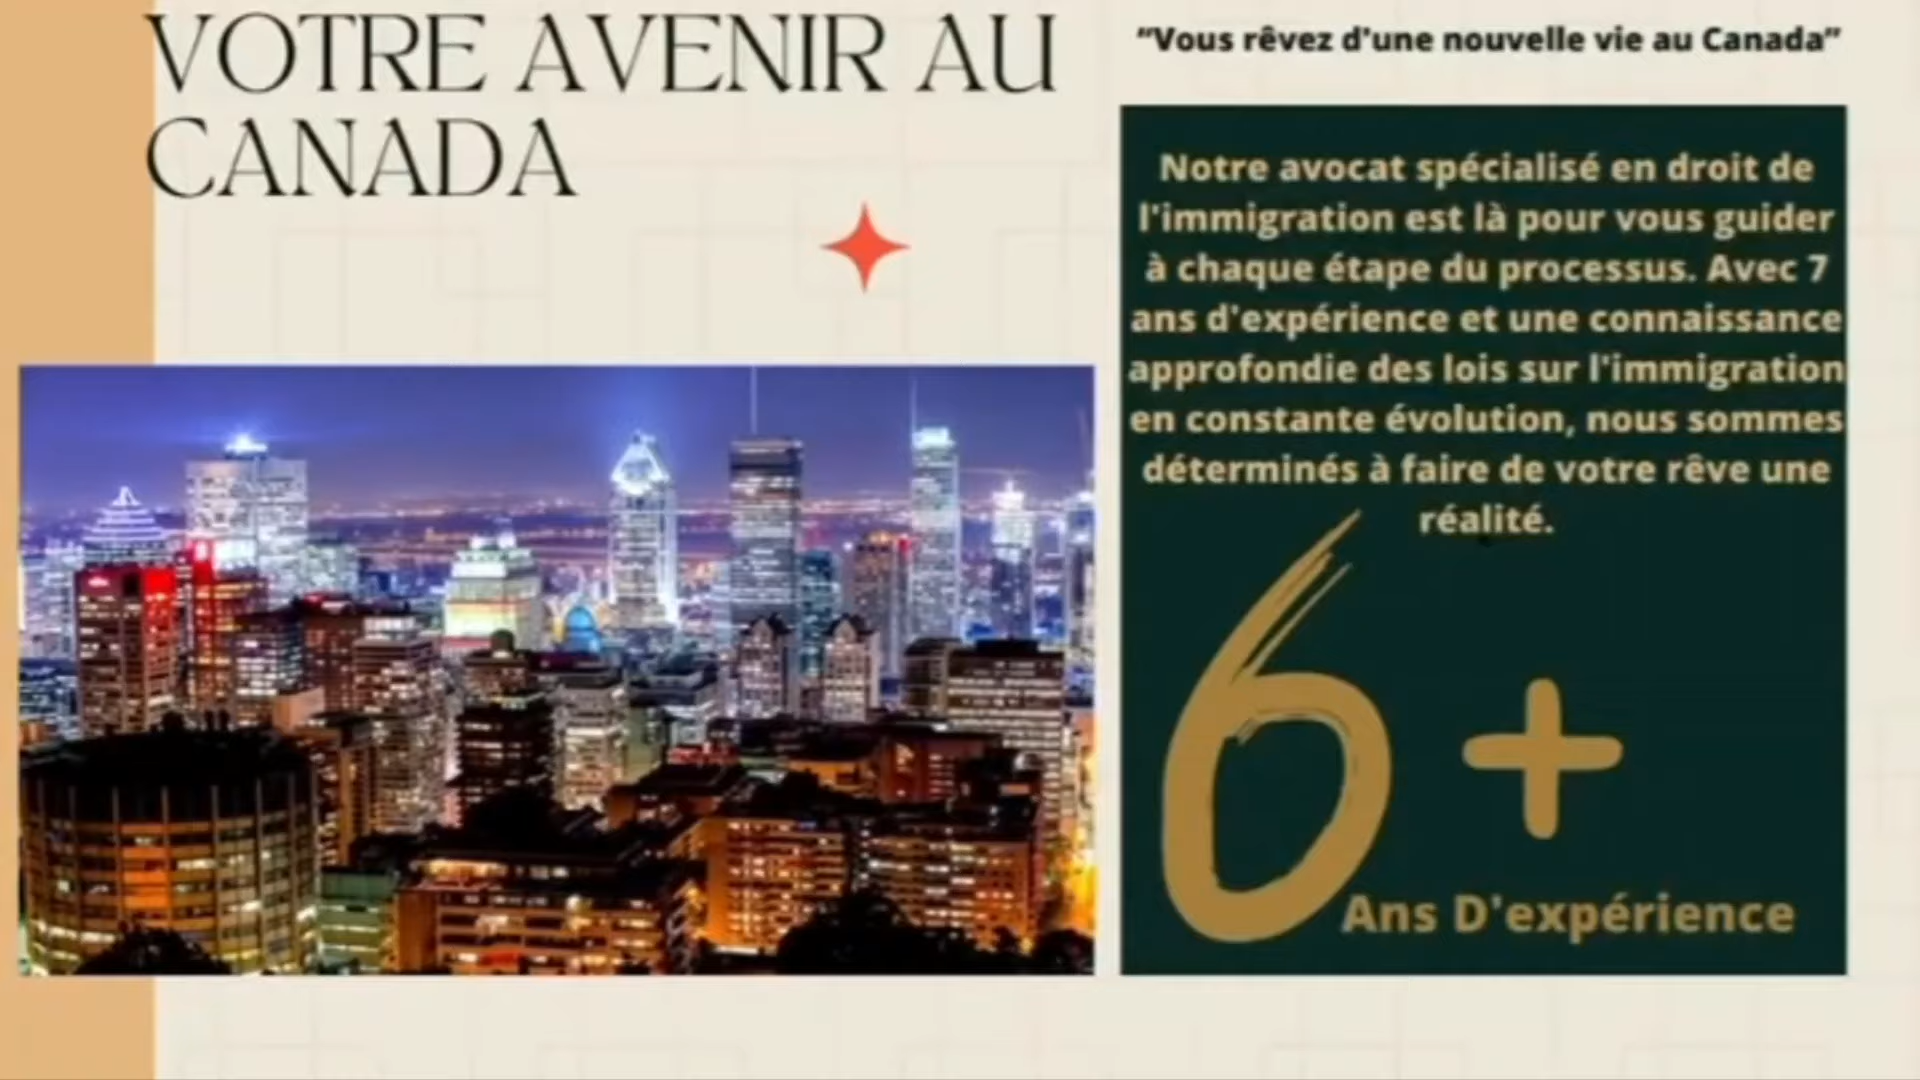 VOTRE AVENIR AU
CANADA
“Vous rêvez d'une nouvelle vie au Canada”
Notre avocat spécialisé en droit de
l'immigration est là pour vous guider
à chaque étape du processus. Avec 7
ans d'expérience et une connaissance
approfondie des lois sur l'immigration
en constante évolution, nous sommes
déterminés à faire de votre rêve une
réalité.
6 +
Ans D'expérience